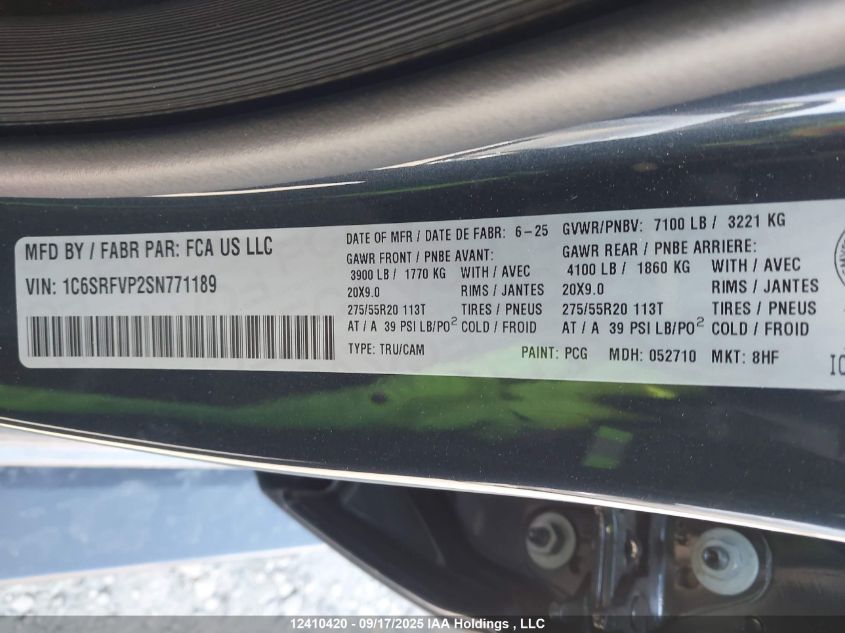 MFD BY / FABR PAR: FCA US LLC
VIN: 1C6SRFVP2SN771189
DATE OF MFR / DATE DE FABR: 6-25 GVWR/PNBV: 7100 LB / 3221 KG
GAWR FRONT / PNBE AVANT: GAWR REAR / PNBE ARRIERE:
3900 LB / 1770 KG WITH / AVEC 4100 LB / 1860 KG WITH / AVEC
20X9.0 RIMS / JANTES 20X9.0 RIMS / JANTES
275/55R20 113T TIRES / PNEUS 275/55R20 113T TIRES / PNEUS
AT / A 39 PSI LB/PO² COLD / FROID AT / A 39 PSI LB/PO² COLD / FROID
TYPE: TRU/CAM PAINT: PCG MDH: 052710 MKT: 8HF
12410420 - 09/17/2025 IAA Holdings , LLC